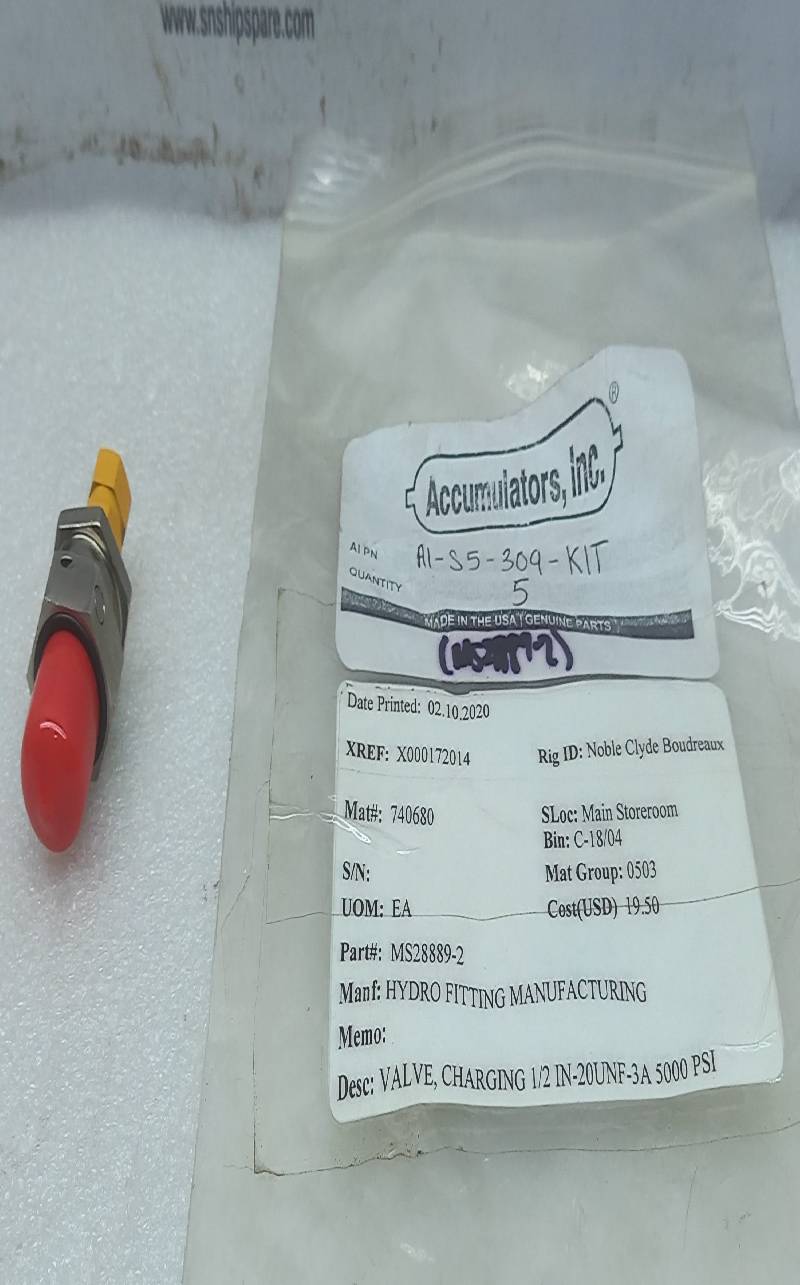 www.snshipspare.com
®
Accumulators, inc.
AI PN AI-S5-309-KIT
QUANTITY 5
MADE IN THE USA | GENUINE PARTS
Date Printed: 02.10.2020
XREF: X000172014 Rig ID: Noble Clyde Boudreaux
Mat#: 740680 SLoc: Main Storeroom
Bin: C-18/04
S/N: Mat Group: 0503
UOM: EA Cost(USD) 19.50
Part#: MS28889-2
Manf: HYDRO FITTING MANUFACTURING
Memo:
Desc: VALVE, CHARGING 1/2 IN-20UNF-3A 5000 PSI